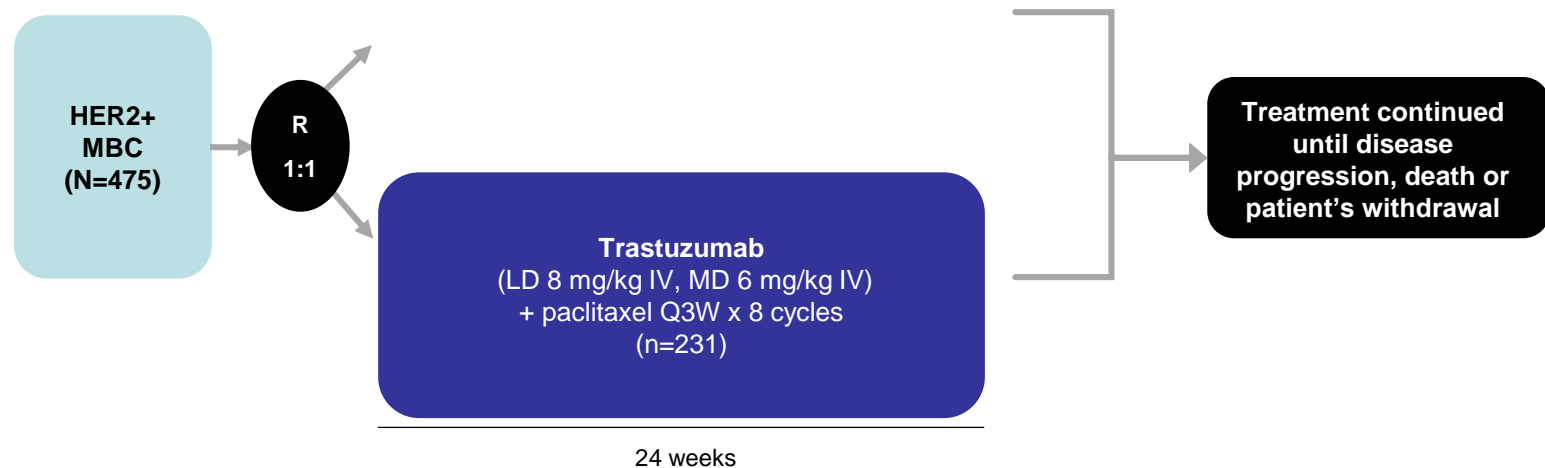 HER2+
MBC
(N=475)
R
1:1
Trastuzumab
(LD 8 mg/kg IV, MD 6 mg/kg IV)
+ paclitaxel Q3W x 8 cycles
(n=231)
24 weeks
Treatment continued
until disease
progression, death or
patient’s withdrawal